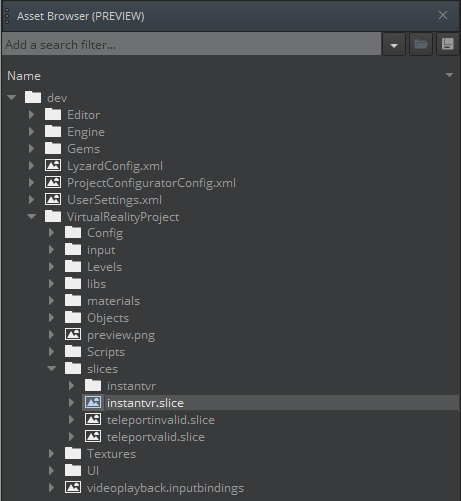 Asset Browser (PREVIEW)
Add a search filter...
Name
dev
Editor
Engine
Gems
LyzardConfig.xml
ProjectConfiguratorConfig.xml
UserSettings.xml
VirtualRealityProject
Config
input
Levels
libs
materials
Objects
preview.png
Scripts
slices
instantvr
instantvr.slice
teleportinvalid.slice
teleportvalid.slice
Textures
UI
videoplayback.inputbindings